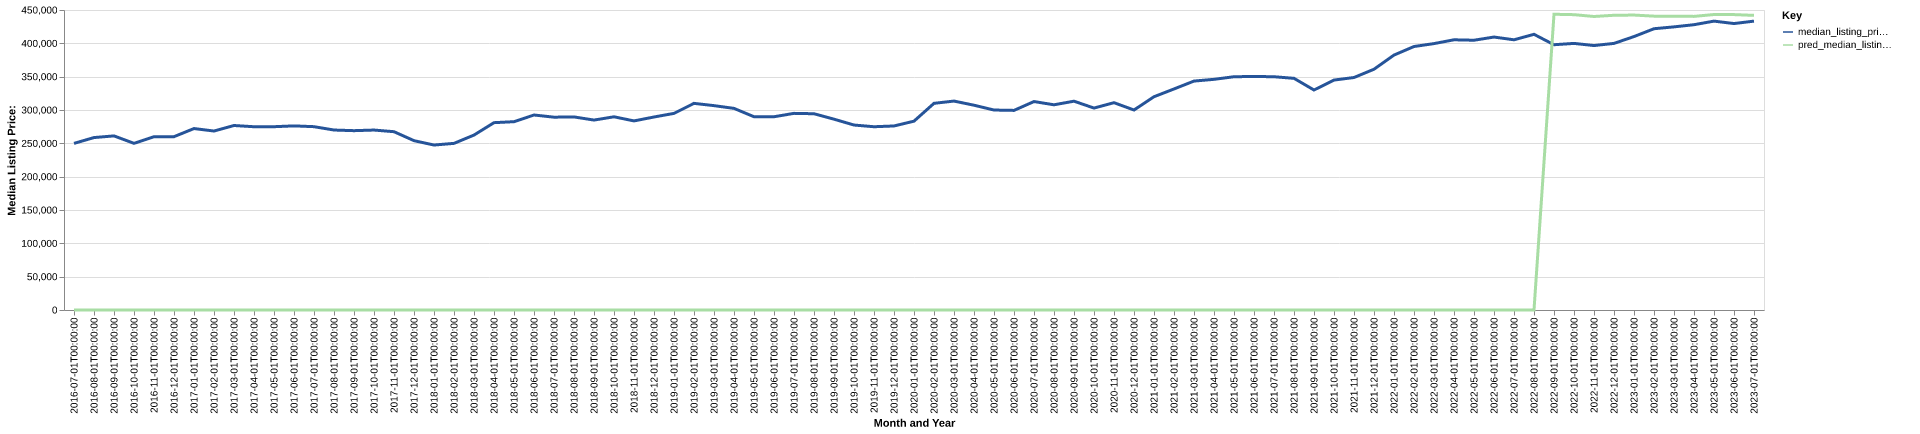 450,000
400,000
350,000
300,000
250,000
200,000
150,000
100,000
50,000
0
Median Listing Price:
2016-07-01T00:00:00
2016-08-01T00:00:00
2016-09-01T00:00:00
2016-10-01T00:00:00
2016-11-01T00:00:00
2016-12-01T00:00:00
2017-01-01T00:00:00
2017-02-01T00:00:00
2017-03-01T00:00:00
2017-04-01T00:00:00
2017-05-01T00:00:00
2017-06-01T00:00:00
2017-07-01T00:00:00
2017-08-01T00:00:00
2017-09-01T00:00:00
2017-10-01T00:00:00
2017-11-01T00:00:00
2017-12-01T00:00:00
2018-01-01T00:00:00
2018-02-01T00:00:00
2018-03-01T00:00:00
2018-04-01T00:00:00
2018-05-01T00:00:00
2018-06-01T00:00:00
2018-07-01T00:00:00
2018-08-01T00:00:00
2018-09-01T00:00:00
2018-10-01T00:00:00
2018-11-01T00:00:00
2018-12-01T00:00:00
2019-01-01T00:00:00
2019-02-01T00:00:00
2019-03-01T00:00:00
2019-04-01T00:00:00
2019-05-01T00:00:00
2019-06-01T00:00:00
2019-07-01T00:00:00
2019-08-01T00:00:00
2019-09-01T00:00:00
2019-10-01T00:00:00
2019-11-01T00:00:00
2019-12-01T00:00:00
2020-01-01T00:00:00
2020-02-01T00:00:00
2020-03-01T00:00:00
2020-04-01T00:00:00
2020-05-01T00:00:00
2020-06-01T00:00:00
2020-07-01T00:00:00
2020-08-01T00:00:00
2020-09-01T00:00:00
2020-10-01T00:00:00
2020-11-01T00:00:00
2020-12-01T00:00:00
2021-01-01T00:00:00
2021-02-01T00:00:00
2021-03-01T00:00:00
2021-04-01T00:00:00
2021-05-01T00:00:00
2021-06-01T00:00:00
2021-07-01T00:00:00
2021-08-01T00:00:00
2021-09-01T00:00:00
2021-10-01T00:00:00
2021-11-01T00:00:00
2021-12-01T00:00:00
2022-01-01T00:00:00
2022-02-01T00:00:00
2022-03-01T00:00:00
2022-04-01T00:00:00
2022-05-01T00:00:00
2022-06-01T00:00:00
2022-07-01T00:00:00
2022-08-01T00:00:00
2022-09-01T00:00:00
2022-10-01T00:00:00
2022-11-01T00:00:00
2022-12-01T00:00:00
2023-01-01T00:00:00
2023-02-01T00:00:00
2023-03-01T00:00:00
2023-04-01T00:00:00
2023-05-01T00:00:00
2023-06-01T00:00:00
2023-07-01T00:00:00
Month and Year
Key
median_listing_pri…
pred_median_listin…